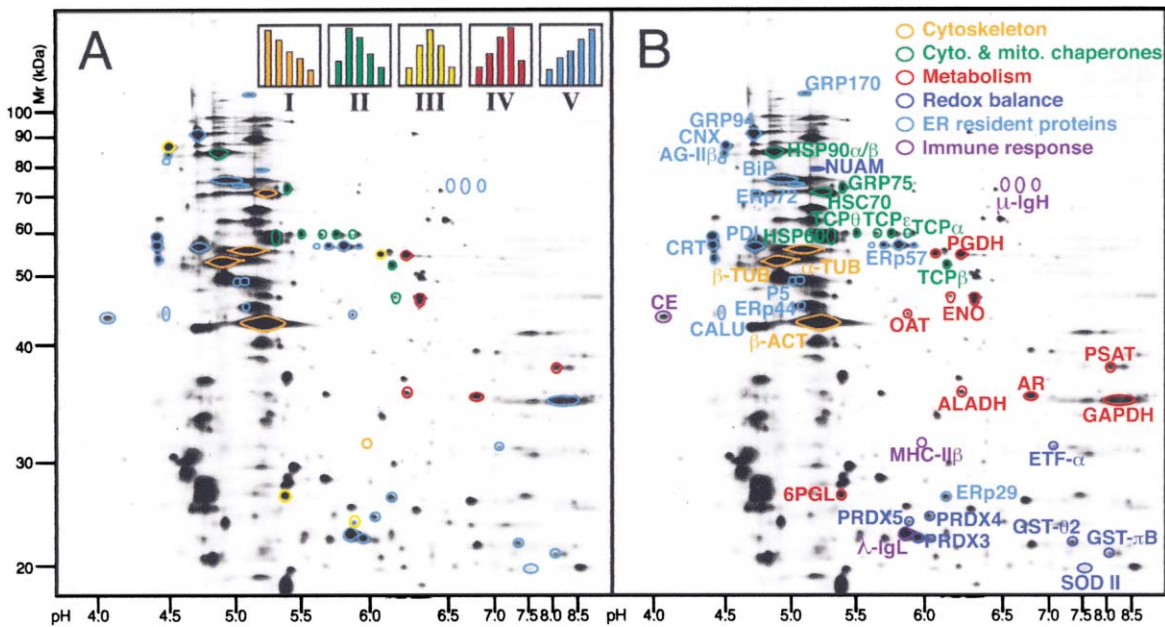 A
I
II
III
IV
V
Mr (kDa)
100
90
80
70
60
50
40
30
20
pH
4.0
4.5
5.0
5.5
6.0
6.5
7.0
7.5
8.0
8.5
B
Cytoskeleton
Cyto. & mito. chaperones
Metabolism
Redox balance
ER resident proteins
Immune response
GRP170
GRP94
CNX
AG-IIβ
HSP90α/β
BiP
NUAM
GRP75
ERp72
HSC70
μ-IgH
TCPθ
TCPε
TCPα
PDI
HSP60
CRT
ERp57
PGDH
β-TUB
α-TUB
TCPβ
P5
CE
ERp44
ENO
CALU
OAT
β-ACT
PSAT
AR
ALADH
GAPDH
MHC-IIβ
ETF-α
6PGL
ERp29
PRDX5
PRDX4
GST-θ2
GST-πB
λ-IgL
PRDX3
SOD II
pH
4.0
4.5
5.0
5.5
6.0
6.5
7.0
7.5
8.0
8.5